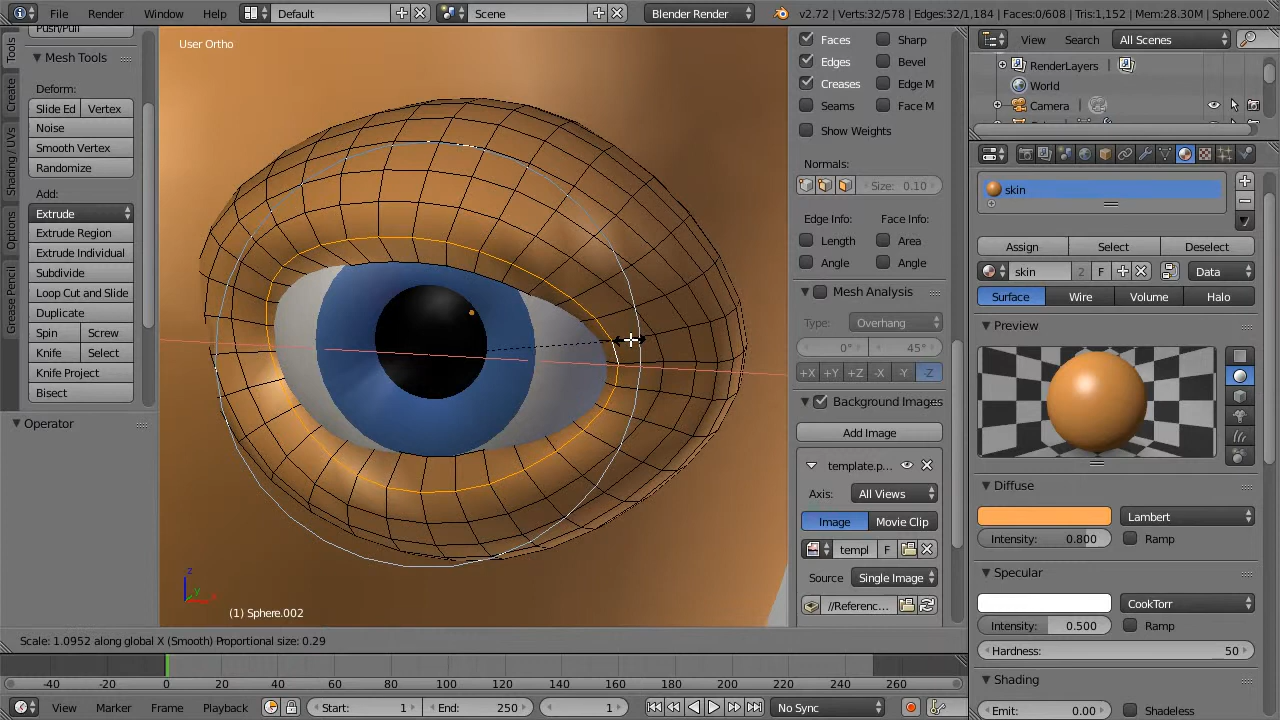 File Render Window Help Default Scene Blender Render v2.72 | Verts:32/578 | Edges:32/1,184 | Faces:0/608 | Tris:1,152 | Mem:28.30M | Sphere.002
Push/Pull
Mesh Tools
Deform:
Slide Ed Vertex
Noise
Smooth Vertex
Randomize
Add:
Extrude
Extrude Region
Extrude Individual
Subdivide
Loop Cut and Slide
Duplicate
Spin Screw
Knife Select
Knife Project
Bisect
Operator
Tools
Create
Shading / UVs
Options
Grease Pencil
User Ortho
z
y
x
(1) Sphere.002
Scale: 1.0952 along global X (Smooth) Proportional size: 0.29
Faces Sharp
Edges Bevel
Creases Edge M
Seams Face M
Show Weights
Normals:
Size: 0.10
Edge Info: Face Info:
Length Area
Angle Angle
Mesh Analysis
Type: Overhang
0° 45°
+X +Y +Z -X -Y -Z
Background Images
Add Image
template.p...
Axis: All Views
Image Movie Clip
templ F
Source Single Image
//Referenc...
View Search All Scenes
RenderLayers
World
Camera
skin
Assign Select Deselect
skin 2 F Data
Surface Wire Volume Halo
Preview
Diffuse
Lambert
Intensity: 0.800 Ramp
Specular
CookTorr
Intensity: 0.500 Ramp
Hardness: 50
Shading
Emit: 0.00 Shadeless
-40 -20 0 20 40 60 80 100 120 140 160 180 200 220 240 260
View Marker Frame Playback Start: 1 End: 250 1 No Sync